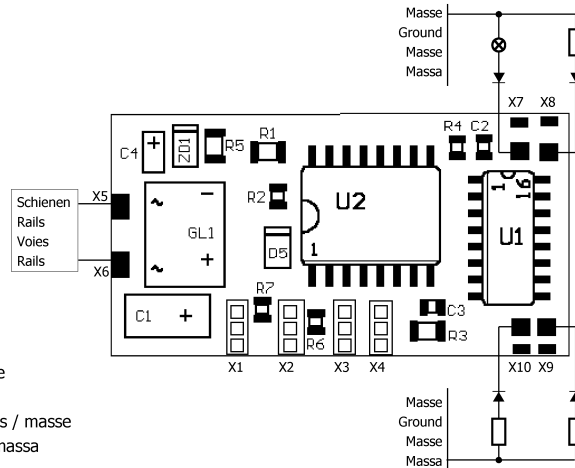 Masse
Ground
Masse
Massa
X7 X8
R4 C2
C4
ZD1
R5
R1
R2
U2
1
1 16
U1
Schienen
Rails
Voies
Rails
X5
X6
~ −
GL1
~ +
D5
C1 +
R7
R6
C3
R3
X1 X2 X3 X4
X10 X9
e
s / masse
nassa
Masse
Ground
Masse
Massa